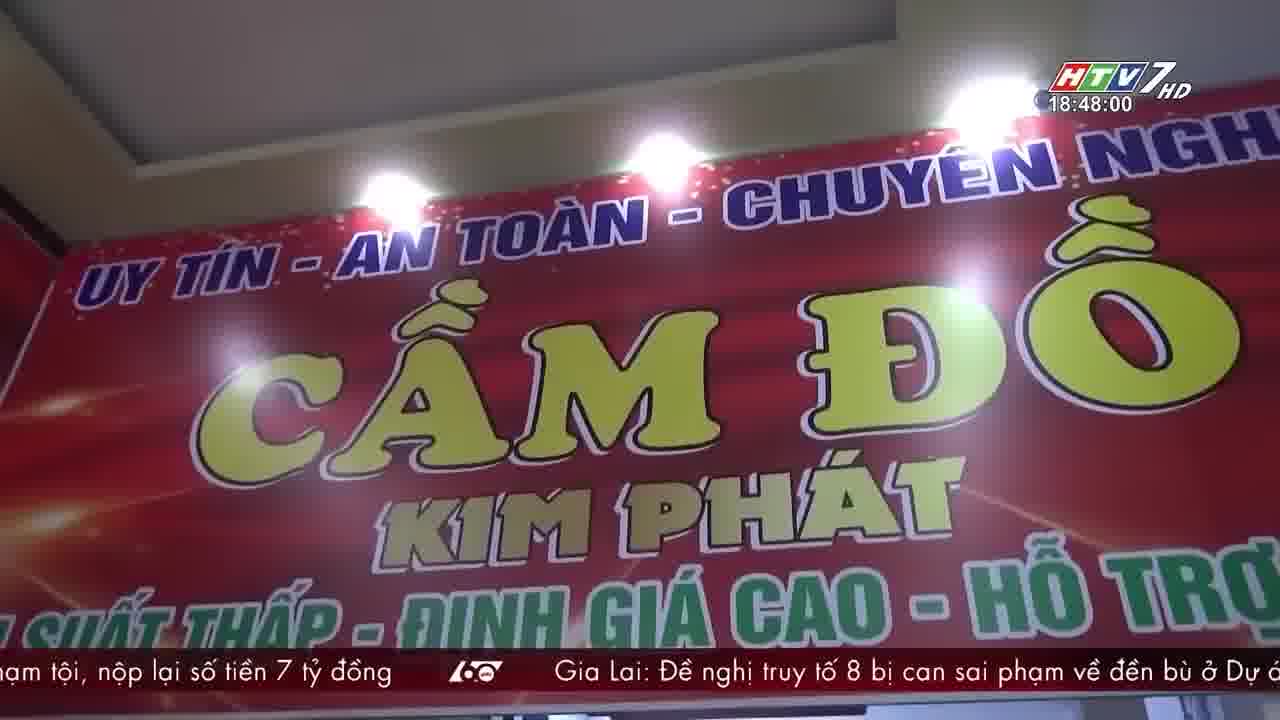 HTV7 HD
18:48:00
UY TÍN - AN TOÀN - CHUYÊN
CẦM ĐỒ
KIM PHÁT
SUẤT THẤP - ĐỊNH GIÁ CAO - HỖ TRỢ
tội, nộp lại số tiền 7 tỷ đồng 60 Gia Lai: Đề nghị truy tố 8 bị can sai phạm về đền bù ở Dự